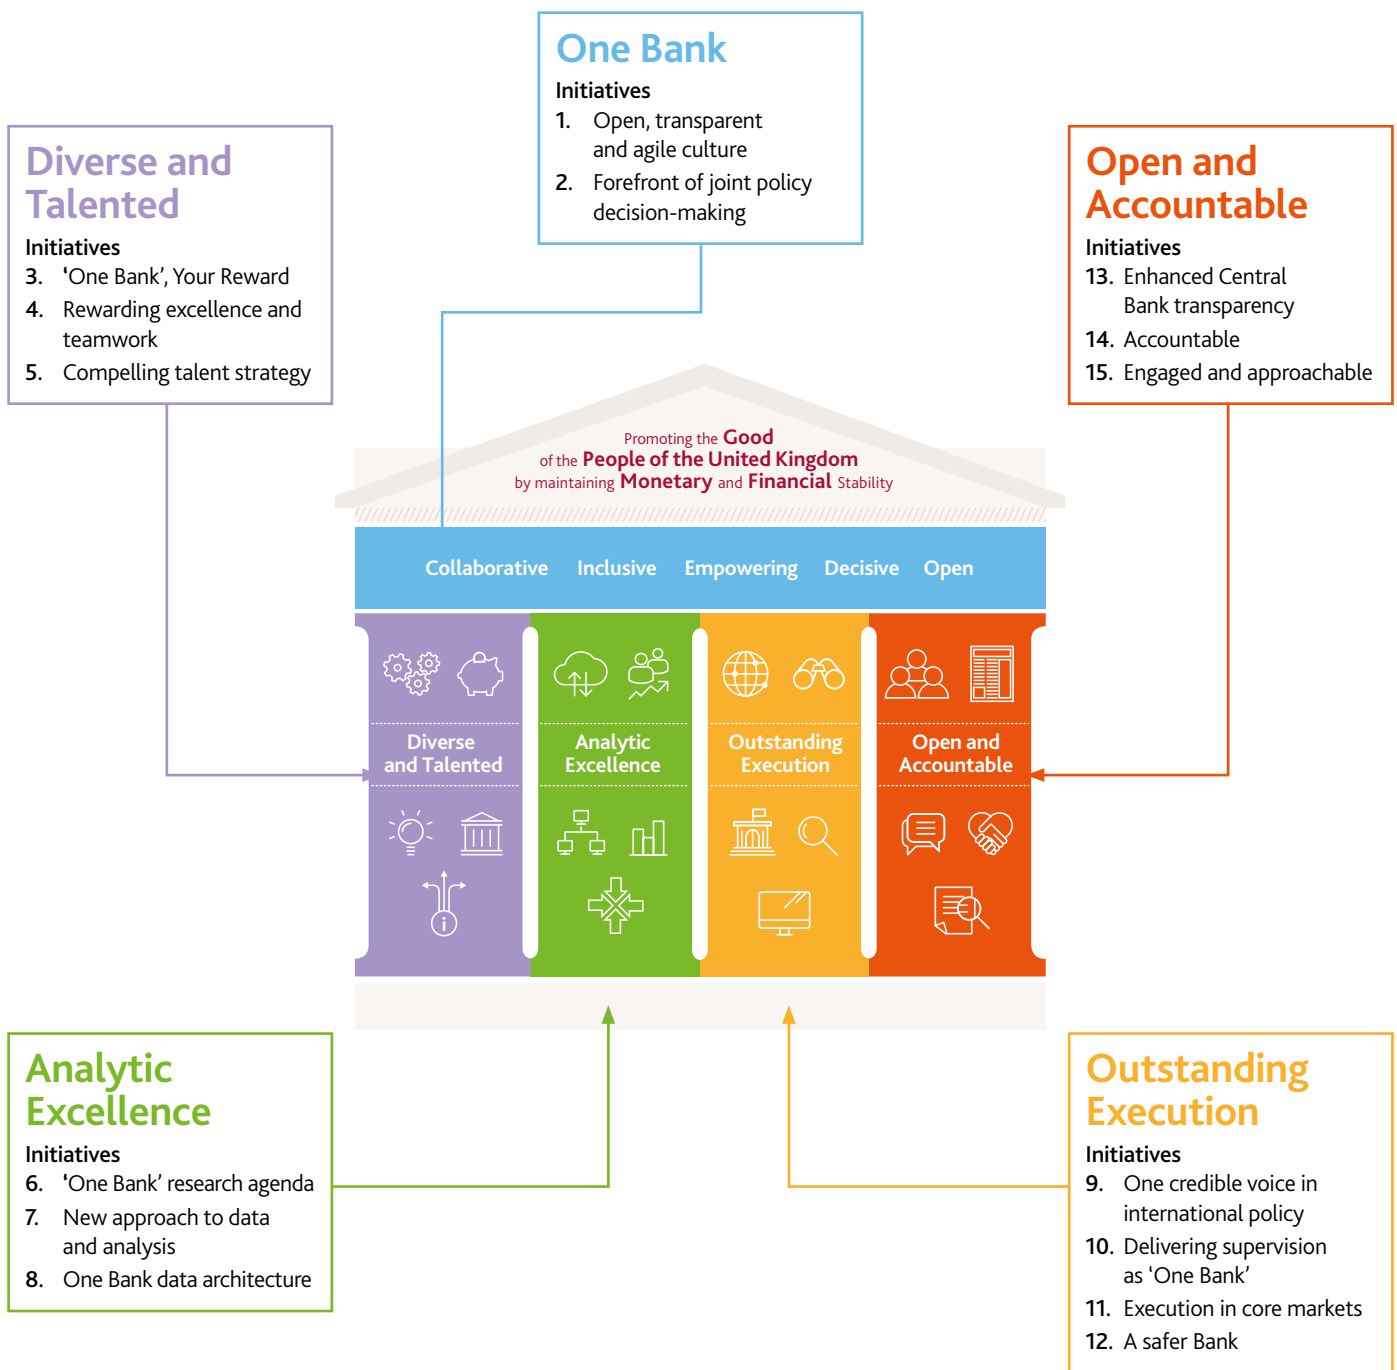 One Bank
Initiatives
1. Open, transparent
and agile culture
2. Forefront of joint policy
decision-making
Diverse and
Talented
Initiatives
3. ‘One Bank’, Your Reward
4. Rewarding excellence and
teamwork
5. Compelling talent strategy
Open and
Accountable
Initiatives
13. Enhanced Central
Bank transparency
14. Accountable
15. Engaged and approachable
Promoting the Good
of the People of the United Kingdom
by maintaining Monetary and Financial Stability
Collaborative Inclusive Empowering Decisive Open
Diverse
and Talented
Analytic
Excellence
Outstanding
Execution
Open and
Accountable
i
Analytic
Excellence
Initiatives
6. ‘One Bank’ research agenda
7. New approach to data
and analysis
8. One Bank data architecture
Outstanding
Execution
Initiatives
9. One credible voice in
international policy
10. Delivering supervision
as ‘One Bank’
11. Execution in core markets
12. A safer Bank